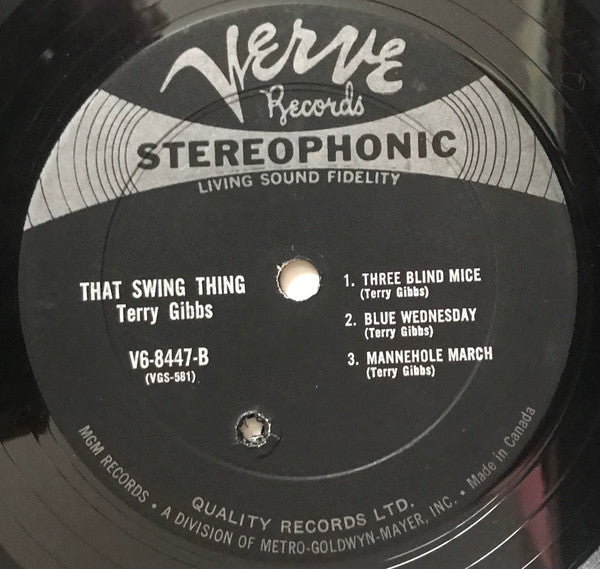 Verve
Records
STEREOPHONIC
LIVING SOUND FIDELITY
THAT SWING THING
Terry Gibbs
V6-8447-B
(VGS-581)
1. THREE BLIND MICE
(Terry Gibbs)
2. BLUE WEDNESDAY
(Terry Gibbs)
3. MANNEHOLE MARCH
(Terry Gibbs)
QUALITY RECORDS LTD.
MGM RECORDS • A DIVISION OF METRO-GOLDWYN-MAYER, INC. • Made in Canada